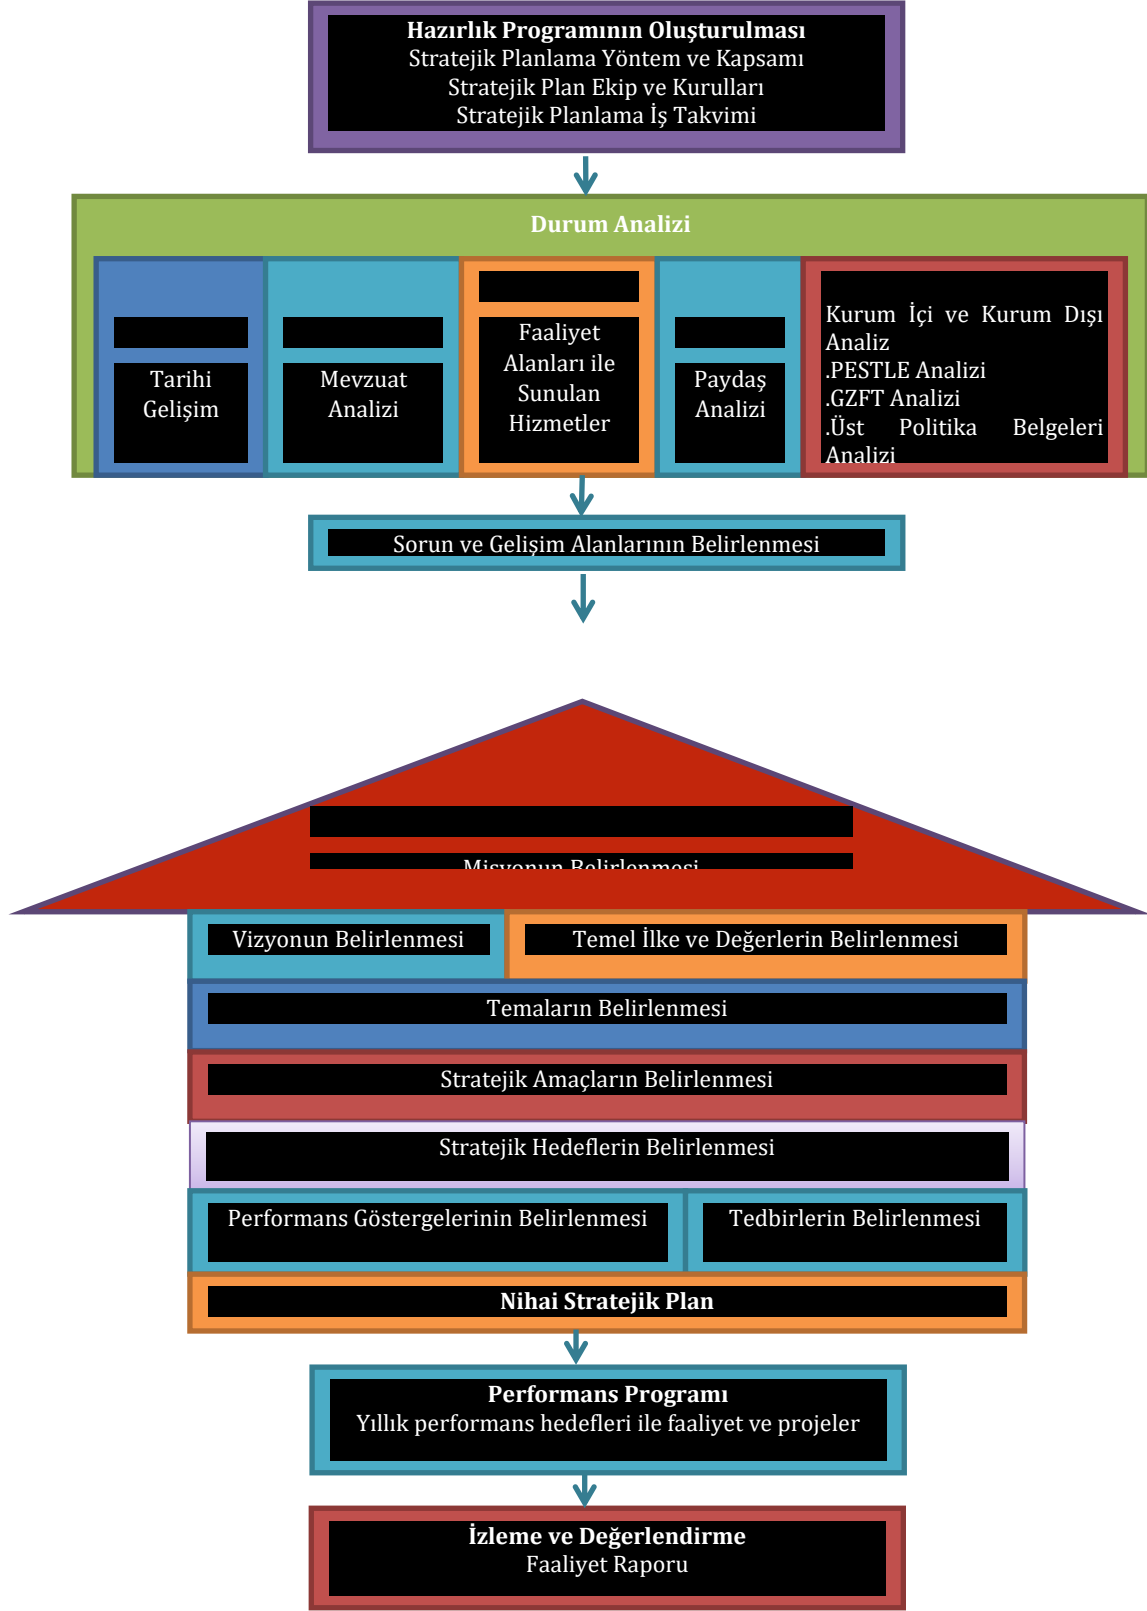 Hazırlık Programının Oluşturulması
Stratejik Planlama Yöntem ve Kapsamı
Stratejik Plan Ekip ve Kurulları
Stratejik Planlama İş Takvimi
Durum Analizi
Tarihi
Gelişim
Mevzuat
Analizi
Faaliyet
Alanları ile
Sunulan
Hizmetler
Paydaş
Analizi
Kurum İçi ve Kurum Dışı
Analiz
.PESTLE Analizi
.GZFT Analizi
.Üst Politika Belgeleri
Analizi
Sorun ve Gelişim Alanlarının Belirlenmesi
Misyonun Belirlenmesi
Vizyonun Belirlenmesi
Temel İlke ve Değerlerin Belirlenmesi
Temaların Belirlenmesi
Stratejik Amaçların Belirlenmesi
Stratejik Hedeflerin Belirlenmesi
Performans Göstergelerinin Belirlenmesi
Tedbirlerin Belirlenmesi
Nihai Stratejik Plan
Performans Programı
Yıllık performans hedefleri ile faaliyet ve projeler
İzleme ve Değerlendirme
Faaliyet Raporu